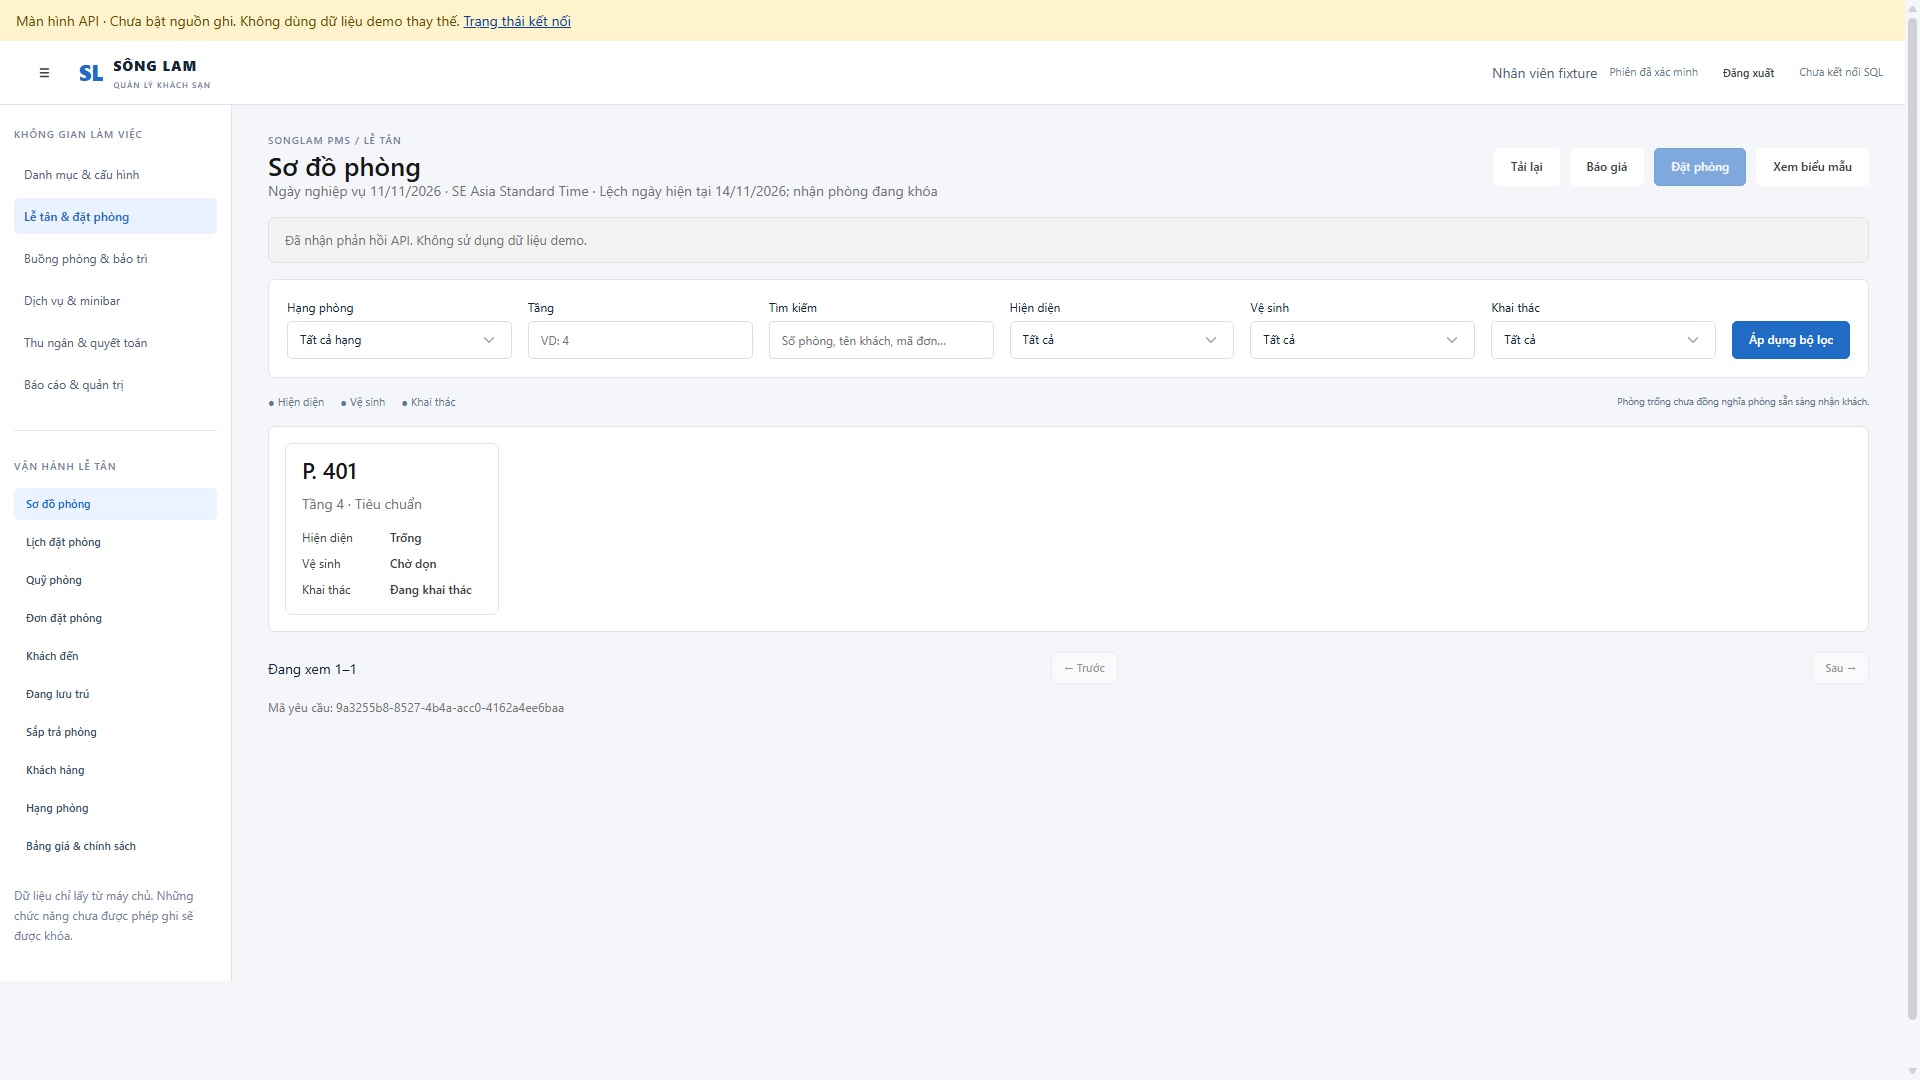 Màn hình API · Chưa bật nguồn ghi. Không dùng dữ liệu demo thay thế. Trạng thái kết nối
☰
SL
SÔNG LAM
QUẢN LÝ KHÁCH SẠN
Nhân viên fixture
Phiên đã xác minh
Đăng xuất
Chưa kết nối SQL
KHÔNG GIAN LÀM VIỆC
Danh mục & cấu hình
Lễ tân & đặt phòng
Buồng phòng & bảo trì
Dịch vụ & minibar
Thu ngân & quyết toán
Báo cáo & quản trị
VẬN HÀNH LỄ TÂN
Sơ đồ phòng
Lịch đặt phòng
Quỹ phòng
Đơn đặt phòng
Khách đến
Đang lưu trú
Sắp trả phòng
Khách hàng
Hạng phòng
Bảng giá & chính sách
Dữ liệu chỉ lấy từ máy chủ. Những
chức năng chưa được phép ghi sẽ
được khóa.
SONGLAM PMS / LỄ TÂN
Sơ đồ phòng
Ngày nghiệp vụ 11/11/2026 · SE Asia Standard Time · Lệch ngày hiện tại 14/11/2026; nhận phòng đang khóa
Tải lại
Báo giá
Đặt phòng
Xem biểu mẫu
Đã nhận phản hồi API. Không sử dụng dữ liệu demo.
Hạng phòng
Tất cả hạng
Tầng
VD: 4
Tìm kiếm
Số phòng, tên khách, mã đơn...
Hiện diện
Tất cả
Vệ sinh
Tất cả
Khai thác
Tất cả
Áp dụng bộ lọc
● Hiện diện
● Vệ sinh
● Khai thác
Phòng trống chưa đồng nghĩa phòng sẵn sàng nhận khách.
P. 401
Tầng 4 · Tiêu chuẩn
Hiện diện Trống
Vệ sinh Chờ dọn
Khai thác Đang khai thác
Đang xem 1–1
← Trước
Sau →
Mã yêu cầu: 9a3255b8-8527-4b4a-acc0-4162a4ee6baa